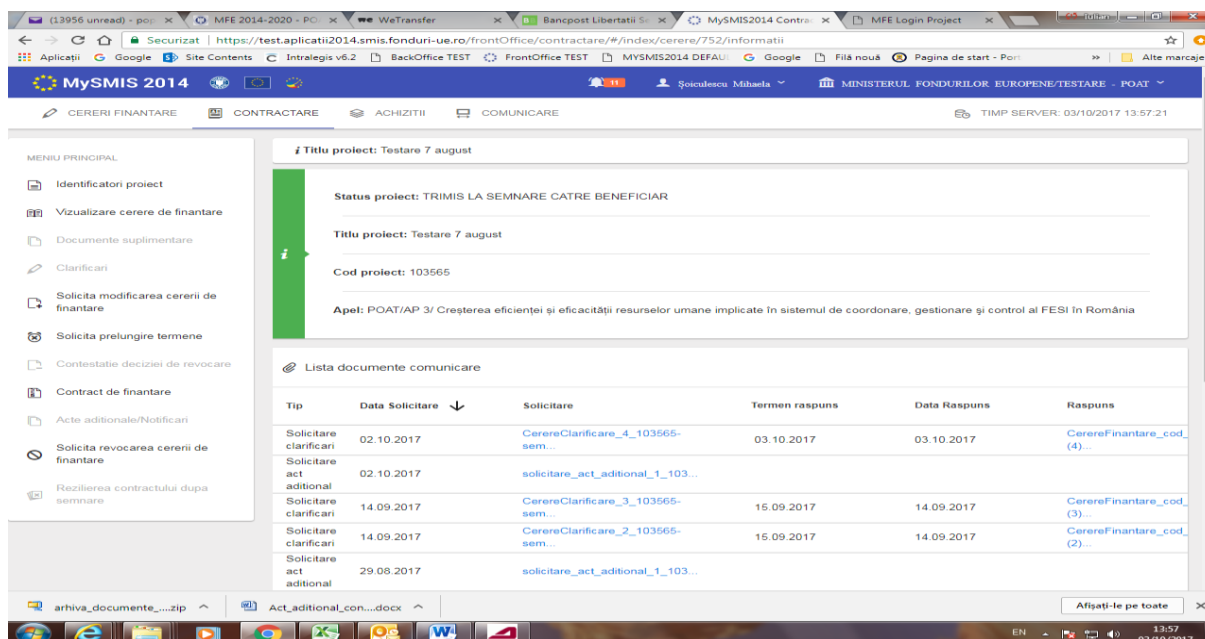 (13956 unread) - pop
MFE 2014-2020 - PO
WeTransfer
Bancpost Libertatii S
MySMIS2014 Contra
MFE Login Project
Securizat | https://test.aplicatii2014.smis.fonduri-ue.ro/frontOffice/contractare/#/index/cerere/752/informatii
Aplicații Google Site Contents Intralegis v6.2 BackOffice TEST FrontOffice TEST MYSMIS2014 DEFAU Google Filă nouă Pagina de start - Port » Alte marcaje
MySMIS 2014 11 Șoiculescu Mihaela MINISTERUL FONDURILOR EUROPENE/TESTARE - POAT
CERERI FINANTARE CONTRACTARE ACHIZITII COMUNICARE TIMP SERVER: 03/10/2017 13:57:21
MENIU PRINCIPAL
Identificatori proiect
Vizualizare cerere de finantare
Documente suplimentare
Clarificari
Solicita modificarea cererii de
finantare
Solicita prelungire termene
Contestatie deciziei de revocare
Contract de finantare
Acte aditionale/Notificari
Solicita revocarea cererii de
finantare
Rezilierea contractului dupa
semnare
i Titlu proiect: Testare 7 august
i
Status proiect: TRIMIS LA SEMNARE CATRE BENEFICIAR
Titlu proiect: Testare 7 august
Cod proiect: 103565
Apel: POAT/AP 3/ Creșterea eficienței și eficacității resurselor umane implicate în sistemul de coordonare, gestionare și control al FESI în România
Lista documente comunicare
Tip Data Solicitare Solicitare Termen raspuns Data Raspuns Raspuns
Solicitare
clarificari
02.10.2017
CerereClarificare_4_103565-
sem...
03.10.2017
03.10.2017
CerereFinantare_cod_
(4)...
Solicitare
act
aditional
02.10.2017
solicitare_act_aditional_1_103...
Solicitare
clarificari
14.09.2017
CerereClarificare_3_103565-
sem...
15.09.2017
14.09.2017
CerereFinantare_cod_
(3)...
Solicitare
clarificari
14.09.2017
CerereClarificare_2_103565-
sem...
15.09.2017
14.09.2017
CerereFinantare_cod_
(2)...
Solicitare
act
aditional
29.08.2017
solicitare_act_aditional_1_103...
arhiva_documente_....zip
Act_aditional_con....docx
Afișați-le pe toate
EN
13:57
03/10/2017